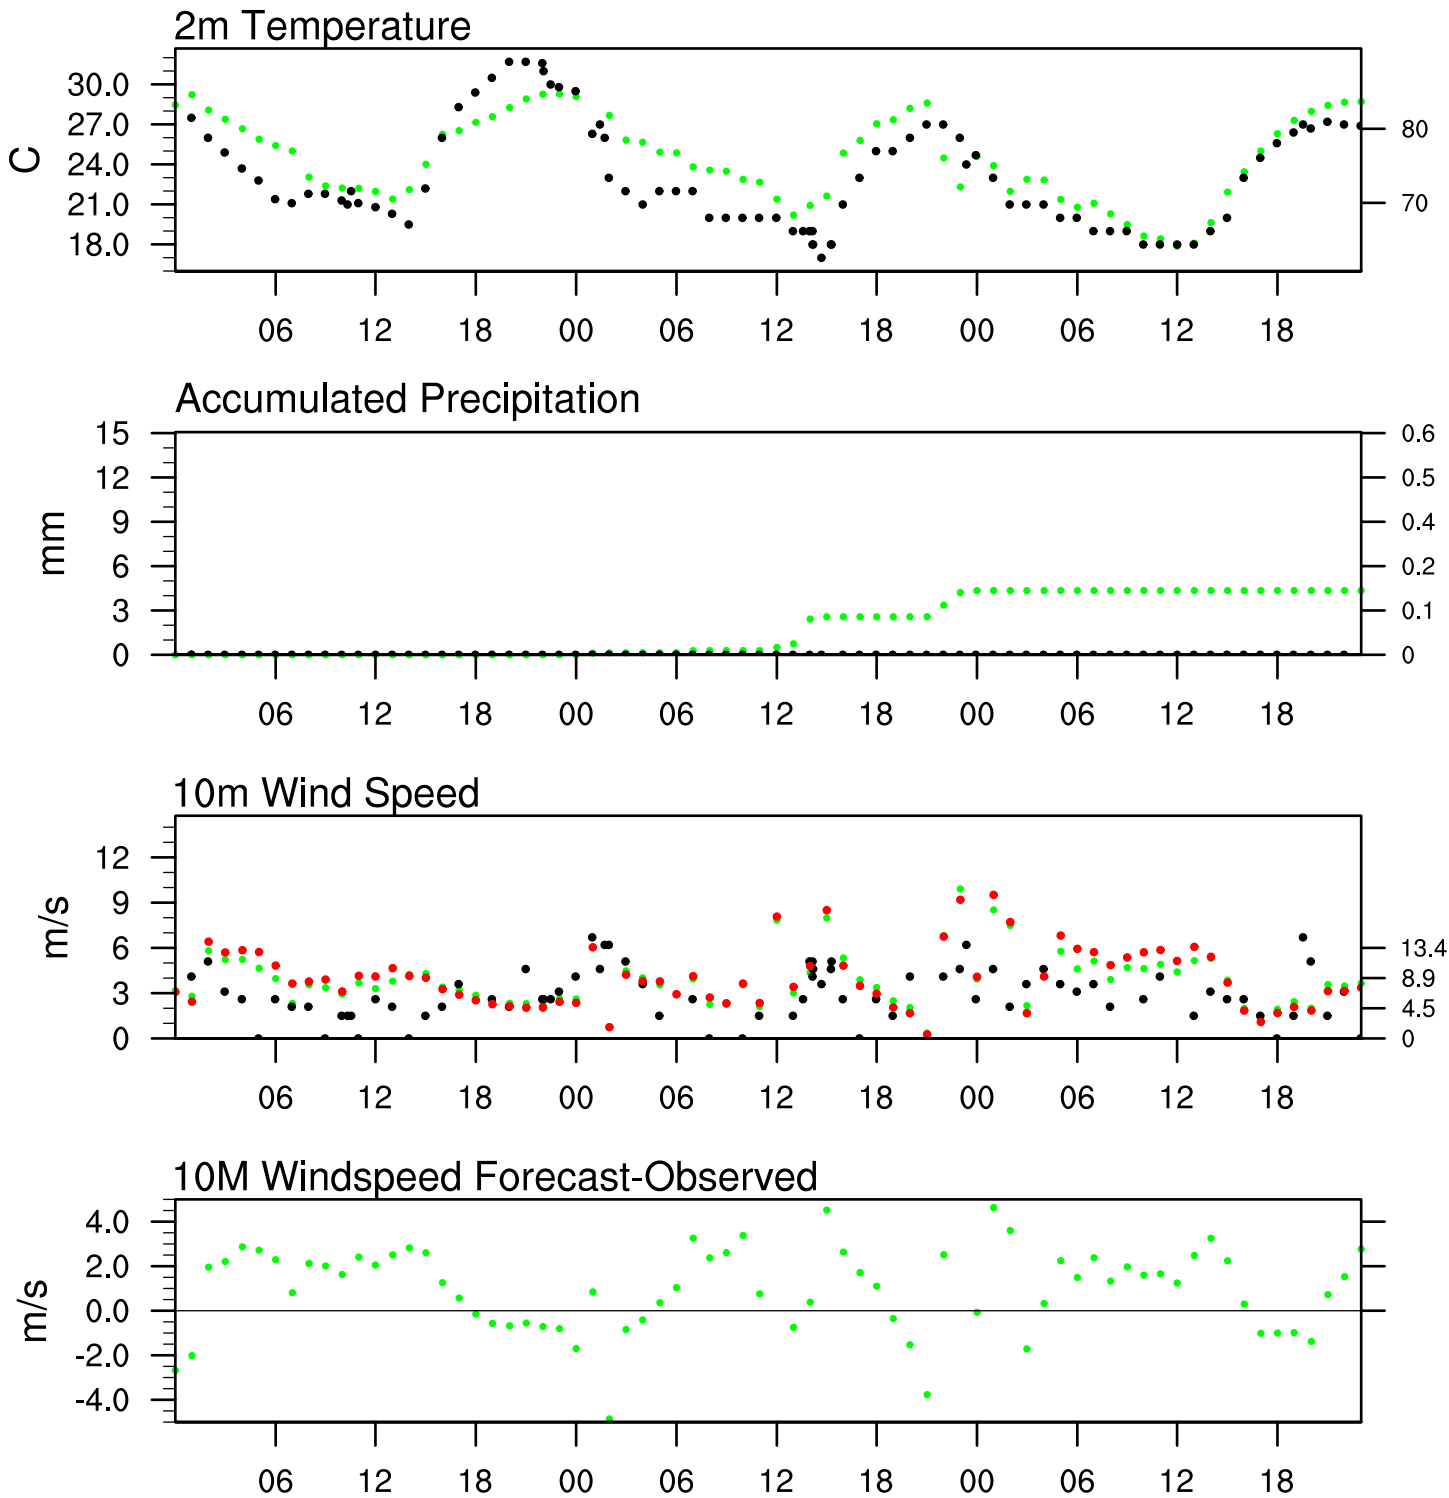 2m Temperature
30.0
27.0
24.0
21.0
18.0
C
80
70
06 12 18 00 06 12 18 00 06 12 18
Accumulated Precipitation
15
12
9
6
3
0
mm
0.6
0.5
0.4
0.2
0.1
0
06 12 18 00 06 12 18 00 06 12 18
10m Wind Speed
12
9
6
3
0
m/s
13.4
8.9
4.5
0
06 12 18 00 06 12 18 00 06 12 18
10M Windspeed Forecast-Observed
4.0
2.0
0.0
-2.0
-4.0
m/s
06 12 18 00 06 12 18 00 06 12 18